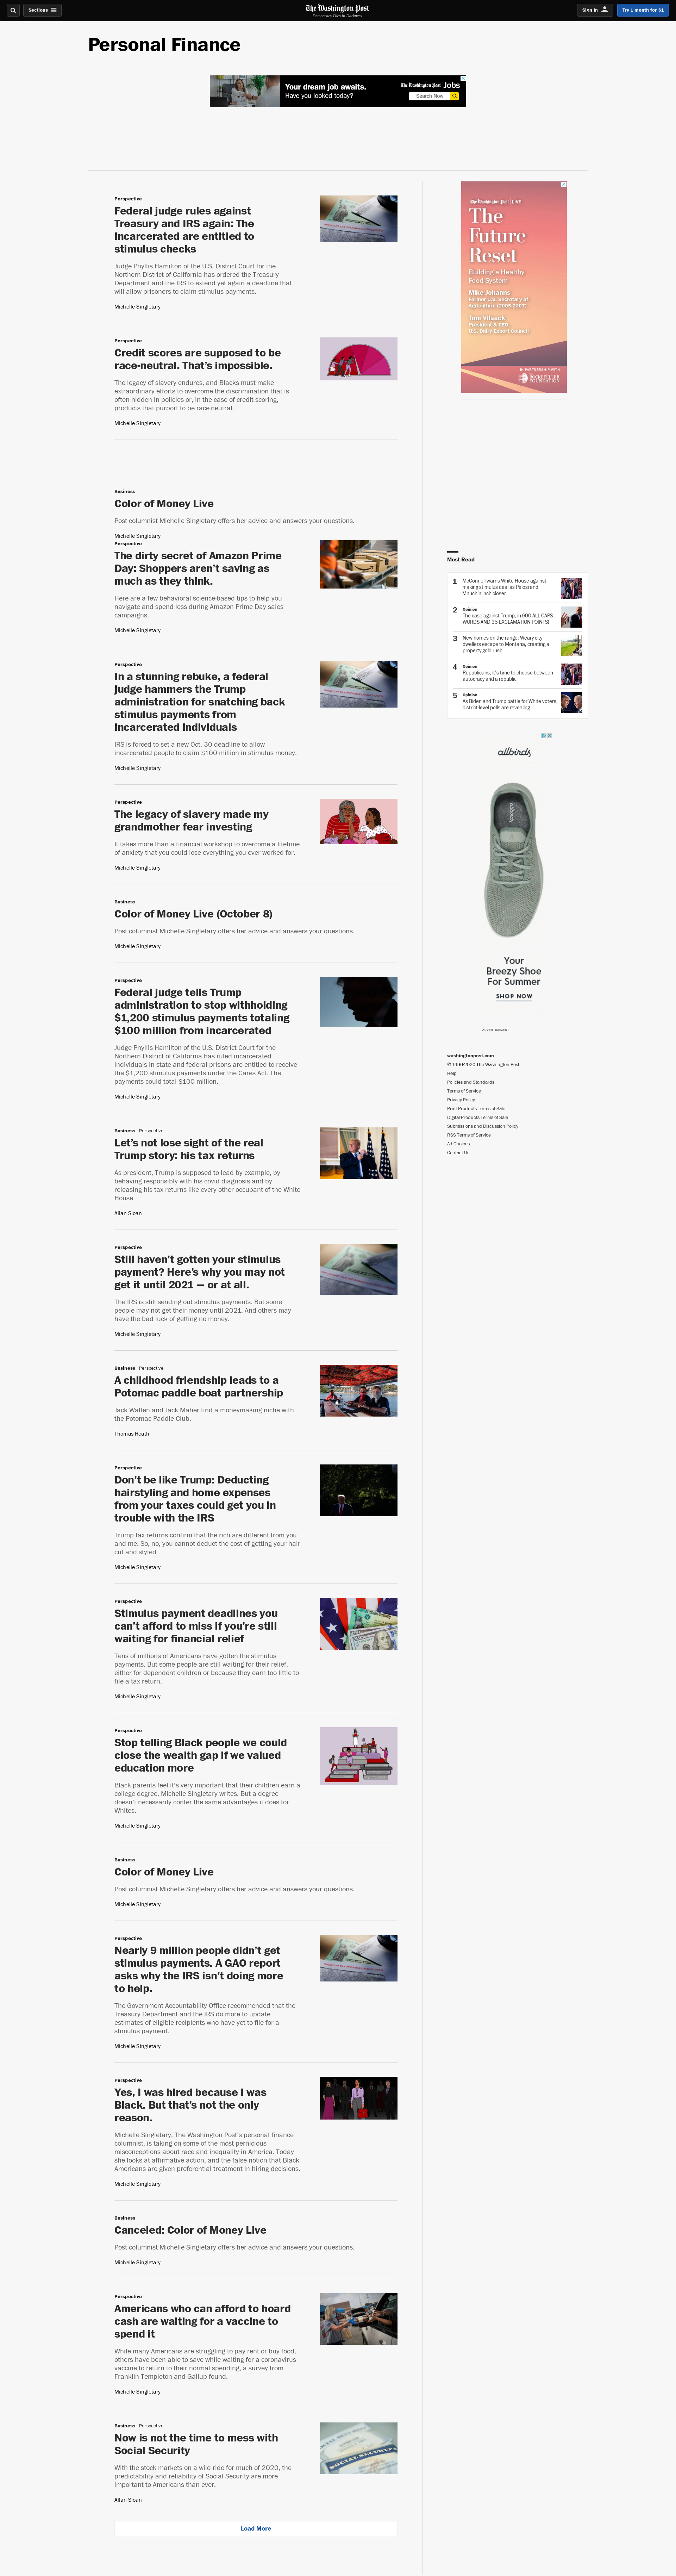 Sections
The Washington Post
Democracy Dies in Darkness
Sign In
Try 1 month for $1
Personal Finance
Your dream job awaits.
Have you looked today?
The Washington Post Jobs
Search Now
Perspective
Federal judge rules against
Treasury and IRS again: The
incarcerated are entitled to
stimulus checks
Judge Phyllis Hamilton of the U.S. District Court for the
Northern District of California has ordered the Treasury
Department and the IRS to extend yet again a deadline that
will allow prisoners to claim stimulus payments.
Michelle Singletary
Perspective
Credit scores are supposed to be
race-neutral. That's impossible.
The legacy of slavery endures, and Blacks must make
extraordinary efforts to overcome the discrimination that is
often hidden in policies or, in the case of credit scoring,
products that purport to be race-neutral.
Michelle Singletary
Business
Color of Money Live
Post columnist Michelle Singletary offers her advice and answers your questions.
Michelle Singletary
Perspective
The dirty secret of Amazon Prime
Day: Shoppers aren't saving as
much as they think.
Here are a few behavioral science-based tips to help you
navigate and spend less during Amazon Prime Day sales
campaigns.
Michelle Singletary
Perspective
In a stunning rebuke, a federal
judge hammers the Trump
administration for snatching back
stimulus payments from
incarcerated individuals
IRS is forced to set a new Oct. 30 deadline to allow
incarcerated people to claim $100 million in stimulus money.
Michelle Singletary
Perspective
The legacy of slavery made my
grandmother fear investing
It takes more than a financial workshop to overcome a lifetime
of anxiety that you could lose everything you ever worked for.
Michelle Singletary
Business
Color of Money Live (October 8)
Post columnist Michelle Singletary offers her advice and answers your questions.
Michelle Singletary
Perspective
Federal judge tells Trump
administration to stop withholding
$1,200 stimulus payments totaling
$100 million from incarcerated
Judge Phyllis Hamilton of the U.S. District Court for the
Northern District of California has ruled incarcerated
individuals in state and federal prisons are entitled to receive
the $1,200 stimulus payments under the Cares Act. The
payments could total $100 million.
Michelle Singletary
Business Perspective
Let's not lose sight of the real
Trump story: his tax returns
As president, Trump is supposed to lead by example, by
behaving responsibly with his covid diagnosis and by
releasing his tax returns like every other occupant of the White
House
Allan Sloan
Perspective
Still haven't gotten your stimulus
payment? Here's why you may not
get it until 2021 — or at all.
The IRS is still sending out stimulus payments. But some
people may not get their money until 2021. And others may
have the bad luck of getting no money.
Michelle Singletary
Business Perspective
A childhood friendship leads to a
Potomac paddle boat partnership
Jack Walten and Jack Maher find a moneymaking niche with
the Potomac Paddle Club.
Thomas Heath
Perspective
Don't be like Trump: Deducting
hairstyling and home expenses
from your taxes could get you in
trouble with the IRS
Trump tax returns confirm that the rich are different from you
and me. So, no, you cannot deduct the cost of getting your hair
cut and styled
Michelle Singletary
Perspective
Stimulus payment deadlines you
can't afford to miss if you're still
waiting for financial relief
Tens of millions of Americans have gotten the stimulus
payments. But some people are still waiting for their relief,
either for dependent children or because they earn too little to
file a tax return.
Michelle Singletary
Perspective
Stop telling Black people we could
close the wealth gap if we valued
education more
Black parents feel it's very important that their children earn a
college degree, Michelle Singletary writes. But a degree
doesn't necessarily confer the same advantages it does for
Whites.
Michelle Singletary
Business
Color of Money Live
Post columnist Michelle Singletary offers her advice and answers your questions.
Michelle Singletary
Perspective
Nearly 9 million people didn't get
stimulus payments. A GAO report
asks why the IRS isn't doing more
to help.
The Government Accountability Office recommended that the
Treasury Department and the IRS do more to update
estimates of eligible recipients who have yet to file for a
stimulus payment.
Michelle Singletary
Perspective
Yes, I was hired because I was
Black. But that's not the only
reason.
Michelle Singletary, The Washington Post's personal finance
columnist, is taking on some of the most pernicious
misconceptions about race and inequality in America. Today
she looks at affirmative action, and the false notion that Black
Americans are given preferential treatment in hiring decisions.
Michelle Singletary
Business
Canceled: Color of Money Live
Post columnist Michelle Singletary offers her advice and answers your questions.
Michelle Singletary
Perspective
Americans who can afford to hoard
cash are waiting for a vaccine to
spend it
While many Americans are struggling to pay rent or buy food,
others have been able to save while waiting for a coronavirus
vaccine to return to their normal spending, a survey from
Franklin Templeton and Gallup found.
Michelle Singletary
Business Perspective
Now is not the time to mess with
Social Security
With the stock markets on a wild ride for much of 2020, the
predictability and reliability of Social Security are more
important to Americans than ever.
Allan Sloan
Load More
The Washington Post LIVE
The
Future
Reset
Building a Healthy
Food System
Mike Johanns
Former U.S. Secretary of
Agriculture (2005-2007)
Tom Vilsack
President & CEO,
U.S. Dairy Export Council
IN PARTNERSHIP WITH
ROCKEFELLER
FOUNDATION
Most Read
1 McConnell warns White House against
making stimulus deal as Pelosi and
Mnuchin inch closer
2 Opinion
The case against Trump, in 600 ALL-CAPS
WORDS AND 35 EXCLAMATION POINTS!
3 New homes on the range: Weary city
dwellers escape to Montana, creating a
property gold rush
4 Opinion
Republicans, it's time to choose between
autocracy and a republic
5 Opinion
As Biden and Trump battle for White voters,
district-level polls are revealing
allbirds
Your
Breezy Shoe
For Summer
SHOP NOW
ADVERTISEMENT
washingtonpost.com
© 1996-2020 The Washington Post
Help
Policies and Standards
Terms of Service
Privacy Policy
Print Products Terms of Sale
Digital Products Terms of Sale
Submissions and Discussion Policy
RSS Terms of Service
Ad Choices
Contact Us